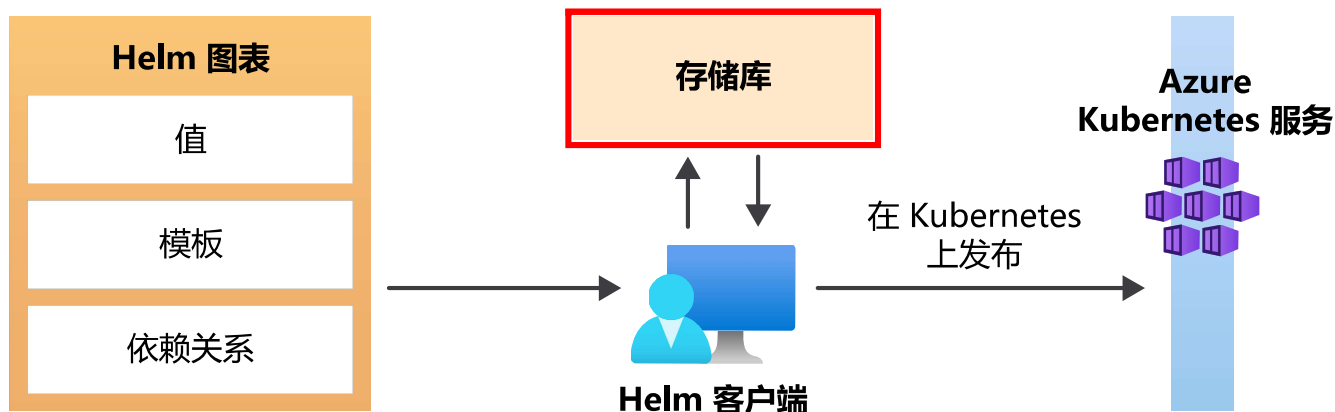 Helm 图表
值
模板
依赖关系
存储库
Helm 客户端
在 Kubernetes
上发布
Azure
Kubernetes 服务